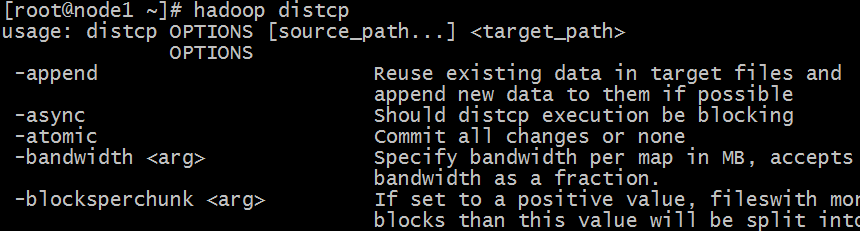 [root@node1 ~]# hadoop distcp
usage: distcp OPTIONS [source_path...] <target_path>
OPTIONS
-append Reuse existing data in target files and
append new data to them if possible
-async Should distcp execution be blocking
-atomic Commit all changes or none
-bandwidth <arg> Specify bandwidth per map in MB, accepts
bandwidth as a fraction.
-blocksperchunk <arg> If set to a positive value, fileswith mor
blocks than this value will be split into